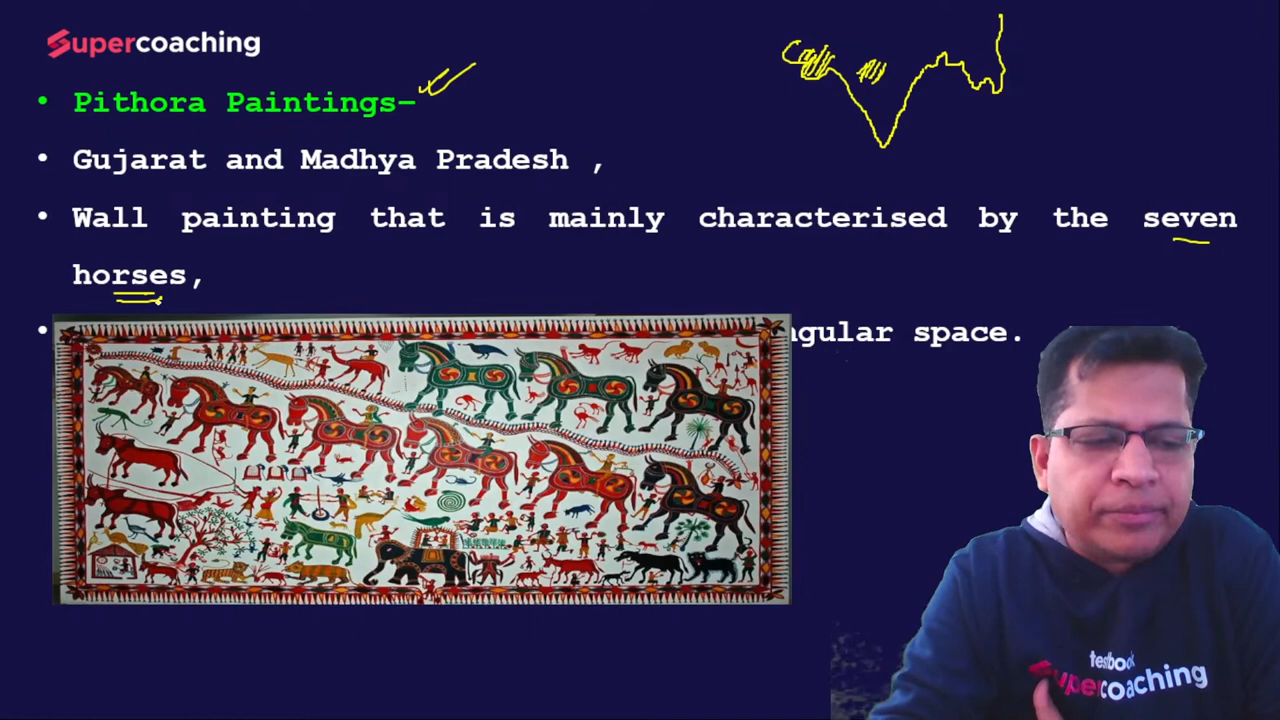 Supercoaching
• Pithora Paintings–
• Gujarat and Madhya Pradesh ,
• Wall painting that is mainly characterised by the seven
horses,
• space.
testbook
Supercoaching